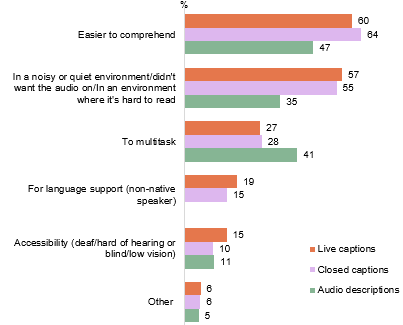 %
60
Easier to comprehend
64
47
In a noisy or quiet environment/didn't
want the audio on/In an environment
where it's hard to read
57
55
35
27
To multitask
28
41
For language support (non-native
speaker)
19
15
Accessibility (deaf/hard of hearing or
blind/low vision)
15
10
11
Live captions
Closed captions
Audio descriptions
6
Other
6
5